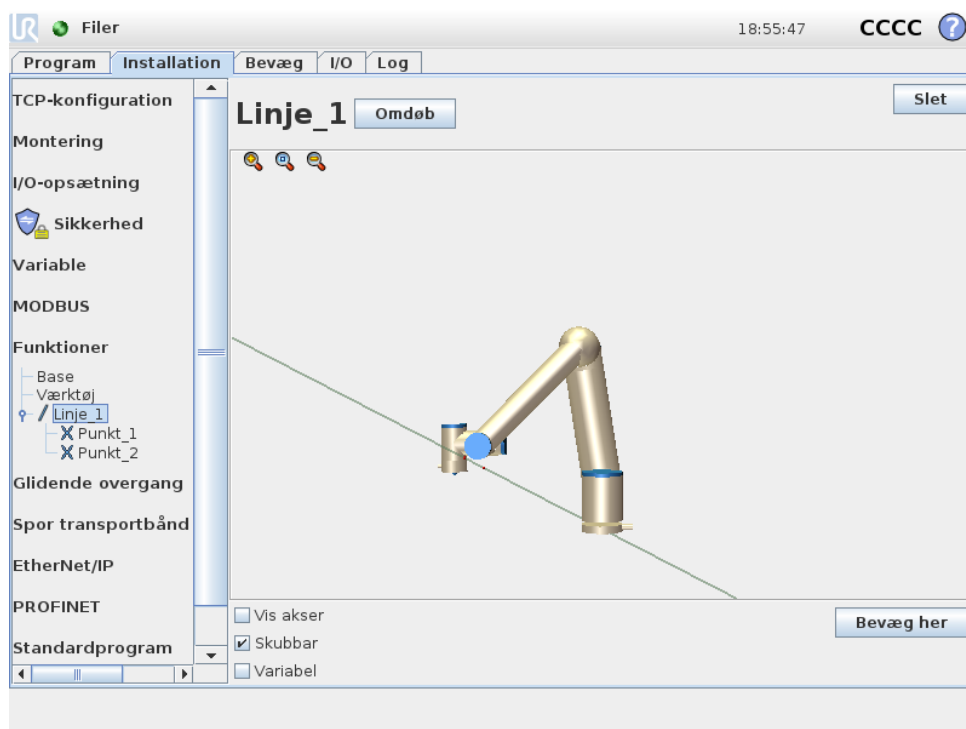 UR Filer 18:55:47 CCCC ?
Program Installation Bevæg I/O Log
TCP-konfiguration
Montering
I/O-opsætning
Sikkerhed
Variable
MODBUS
Funktioner
Base
Værktøj
Linje_1
Punkt_1
Punkt_2
Glidende overgang
Spor transportbånd
EtherNet/IP
PROFINET
Standardprogram
Linje_1 Omdøb Slet
Vis akser
Skubbar
Variabel
Bevæg her